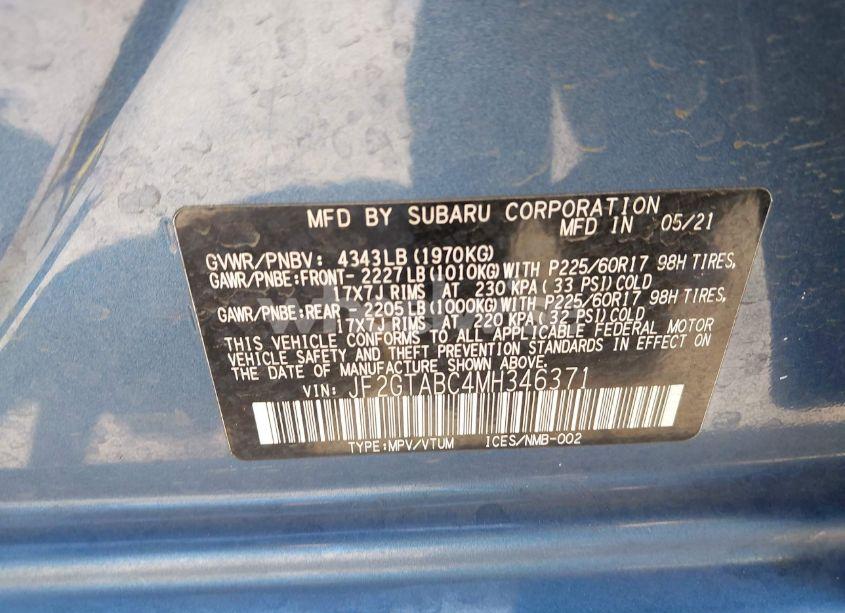 MFD BY SUBARU CORPORATION
MFD IN 05/21
GVWR/PNBV: 4343LB (1970KG)
GAWR/PNBE:FRONT- 2227LB(1010KG)WITH P225/60R17 98H TIRES,
17X7J RIMS AT 230 KPA (33 PSI)COLD
GAWR/PNBE:REAR - 2205LB(1000KG)WITH P225/60R17 98H TIRES,
17X7J RIMS AT 220 KPA(32 PSI)COLD
THIS VEHICLE CONFORMS TO ALL APPLICABLE FEDERAL MOTOR
VEHICLE SAFETY AND THEFT PREVENTION STANDARDS IN EFFECT ON
THE DATE OF MANUFACTURE SHOWN ABOVE.
VIN: JF2GTABC4MH346371
TYPE:MPV/VTUM ICES/NMB-002